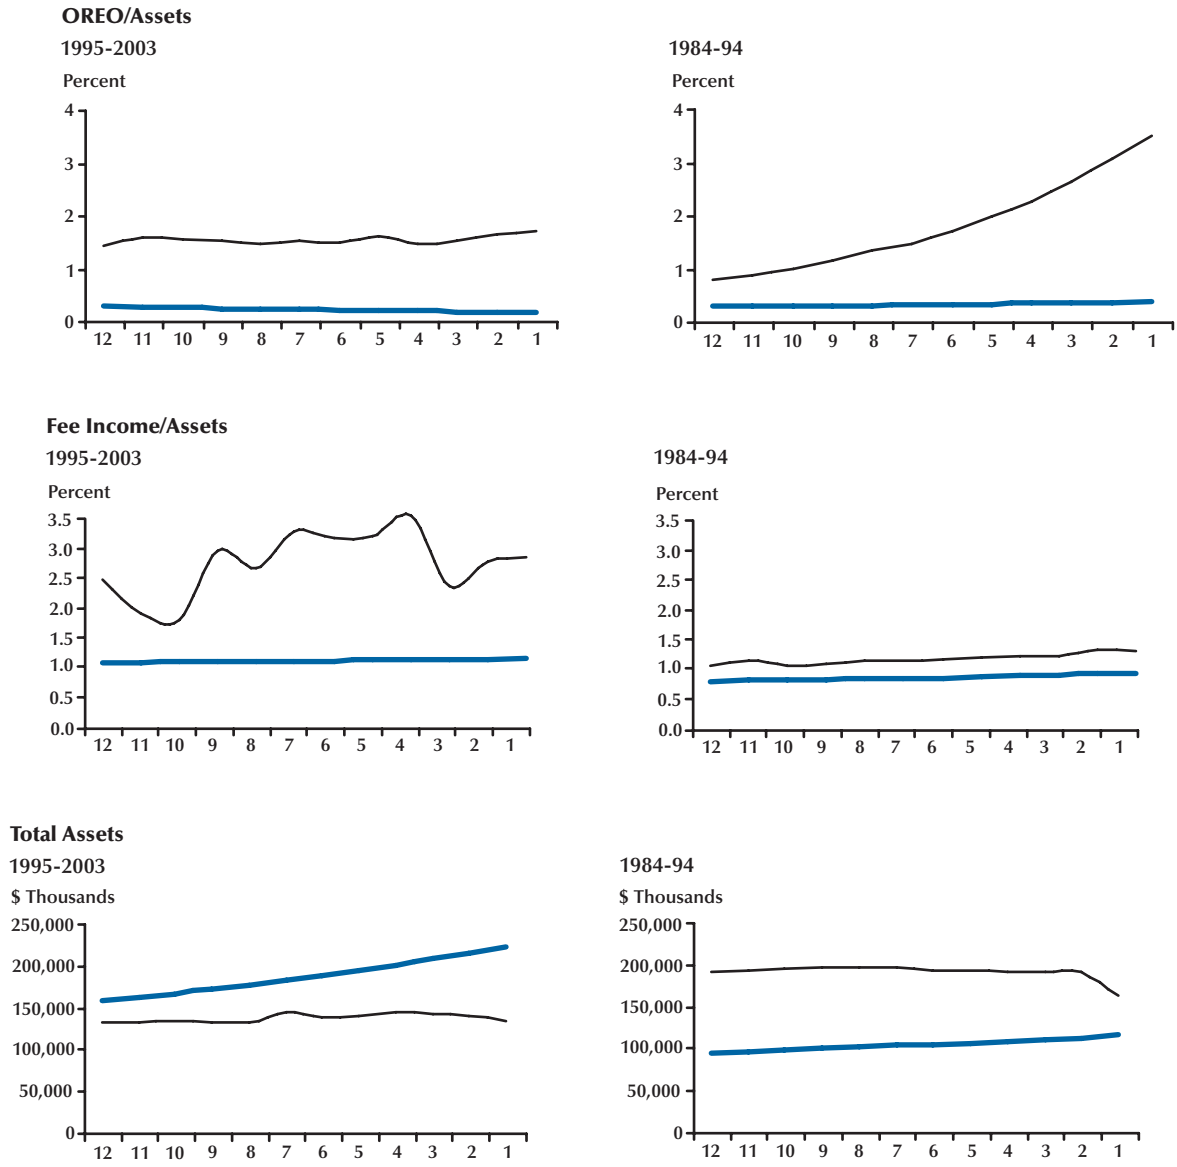 OREO/Assets
1995-2003
Percent
4
3
2
1
0
12 11 10 9 8 7 6 5 4 3 2 1
1984-94
Percent
4
3
2
1
0
12 11 10 9 8 7 6 5 4 3 2 1
Fee Income/Assets
1995-2003
Percent
3.5
3.0
2.5
2.0
1.5
1.0
0.5
0.0
12 11 10 9 8 7 6 5 4 3 2 1
1984-94
Percent
3.5
3.0
2.5
2.0
1.5
1.0
0.5
0.0
12 11 10 9 8 7 6 5 4 3 2 1
Total Assets
1995-2003
$ Thousands
250,000
200,000
150,000
100,000
50,000
0
12 11 10 9 8 7 6 5 4 3 2 1
1984-94
$ Thousands
250,000
200,000
150,000
100,000
50,000
0
12 11 10 9 8 7 6 5 4 3 2 1